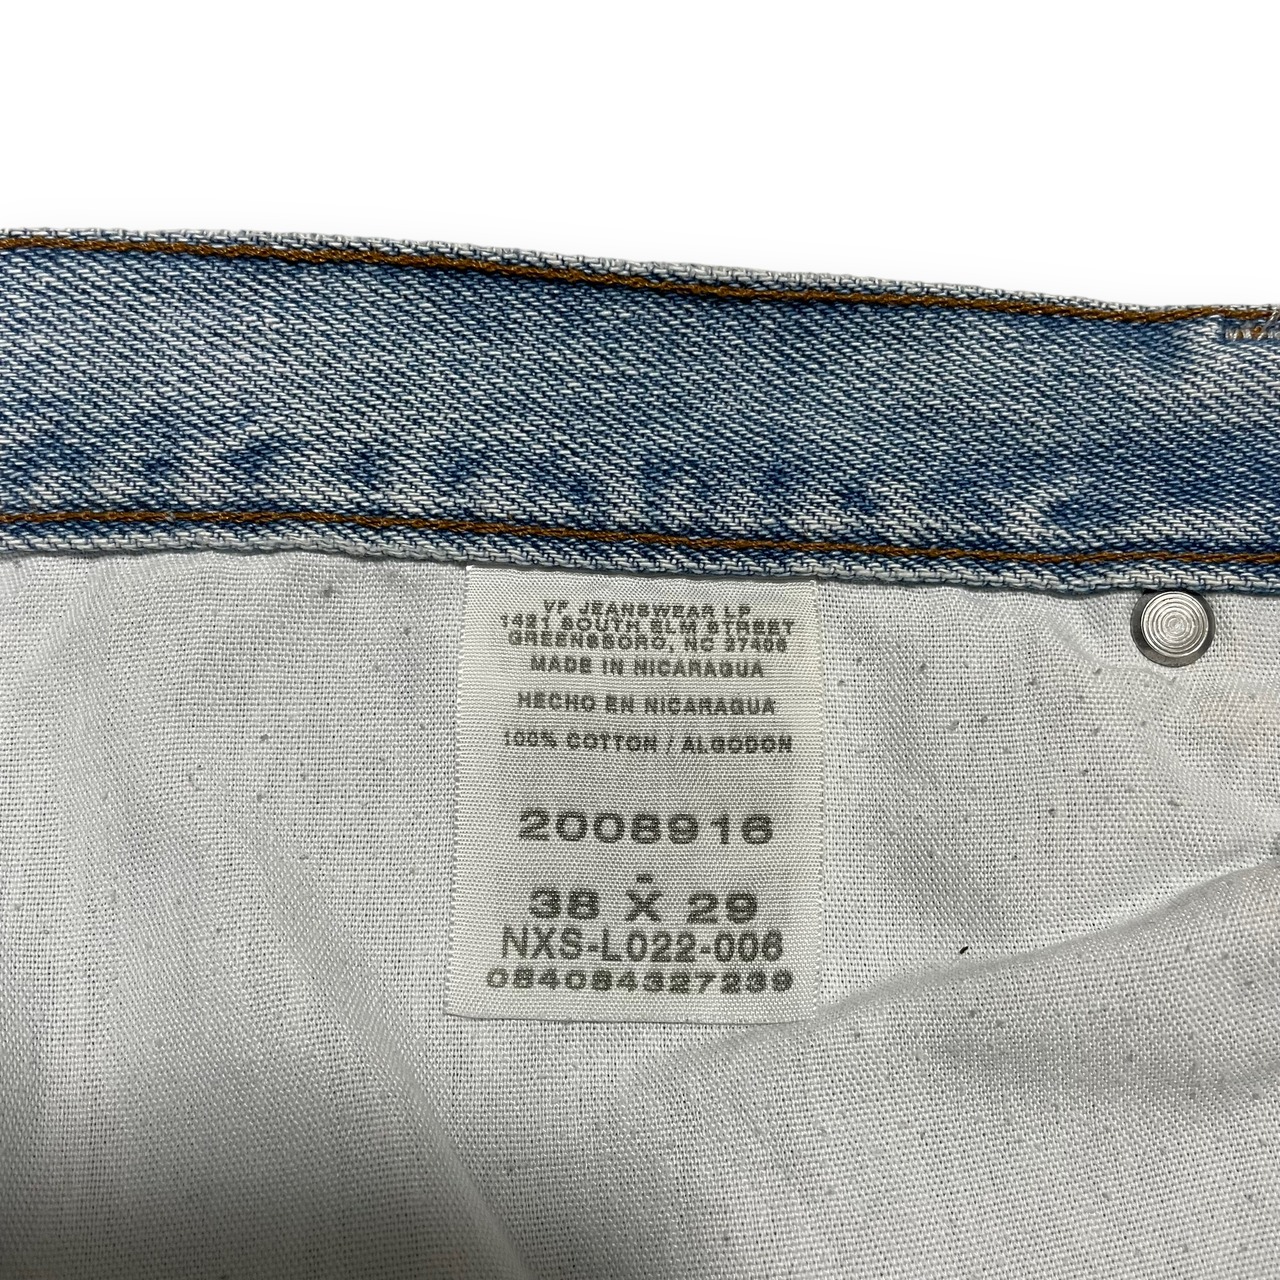 VF JEANSWEAR LP
1421 SOUTH ELM STREET
GREENSBORO, NC 27406
MADE IN NICARAGUA
HECHO EN NICARAGUA
100% COTTON / ALGODON
2008916
38 X 29
NXS-L022-006
084084327239